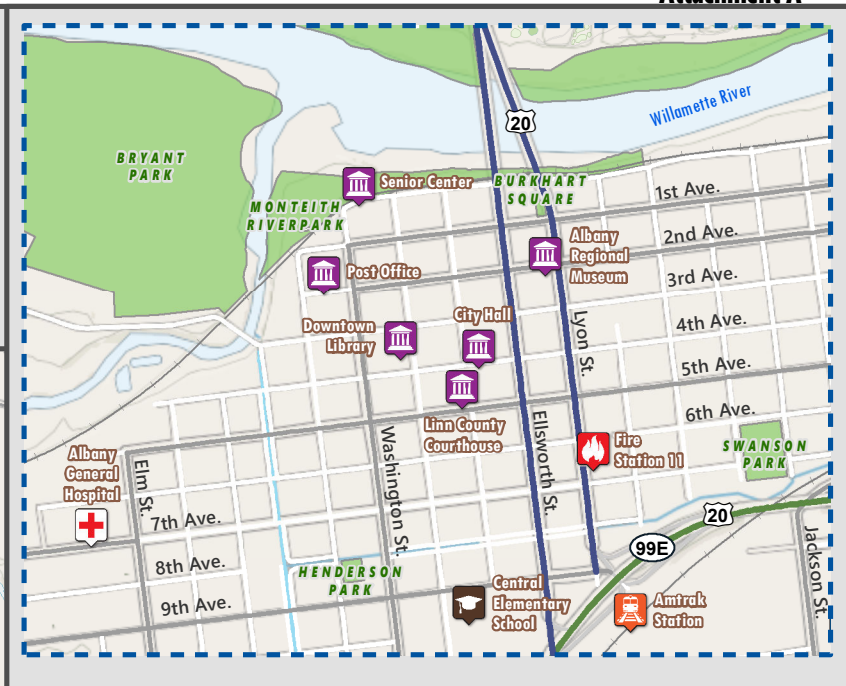 Attachment A
20
Willamette River
BRYANT
PARK
Senior Center
BURKHART
SQUARE
1st Ave.
MONTEITH
RIVERPARK
2nd Ave.
Albany
Regional
Museum
Post Office
3rd Ave.
City Hall
Downtown
Library
Lyon St.
4th Ave.
5th Ave.
6th Ave.
Linn County
Courthouse
Ellsworth St.
Washington St.
Fire
Station 11
SWANSON
PARK
Albany
General
Hospital
Elm St.
7th Ave.
20
99E
Jackson St.
8th Ave.
HENDERSON
PARK
9th Ave.
Central
Elementary
School
Amtrak
Station